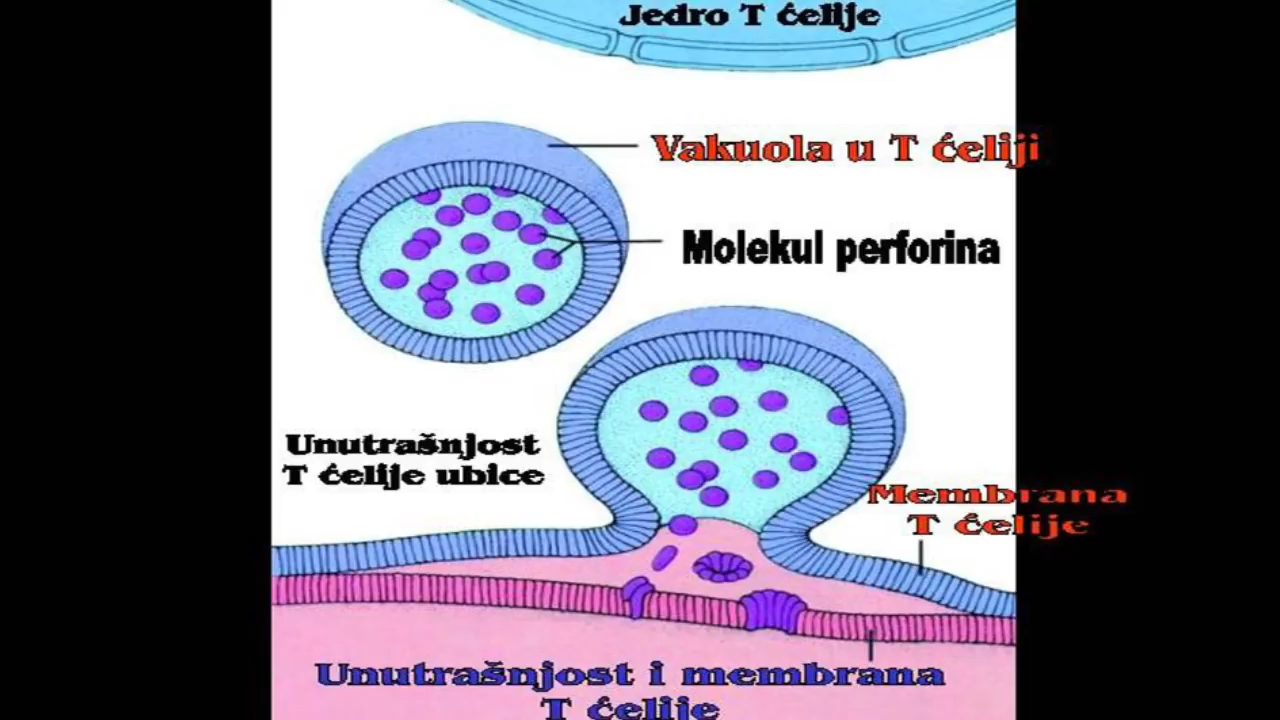 Jedro T ćelije
Vakuola u T ćeliji
Molekul perforina
Unutrašnjost
T ćelije ubice
Membrana
T ćelije
Unutrašnjost i membrana
T ćelije